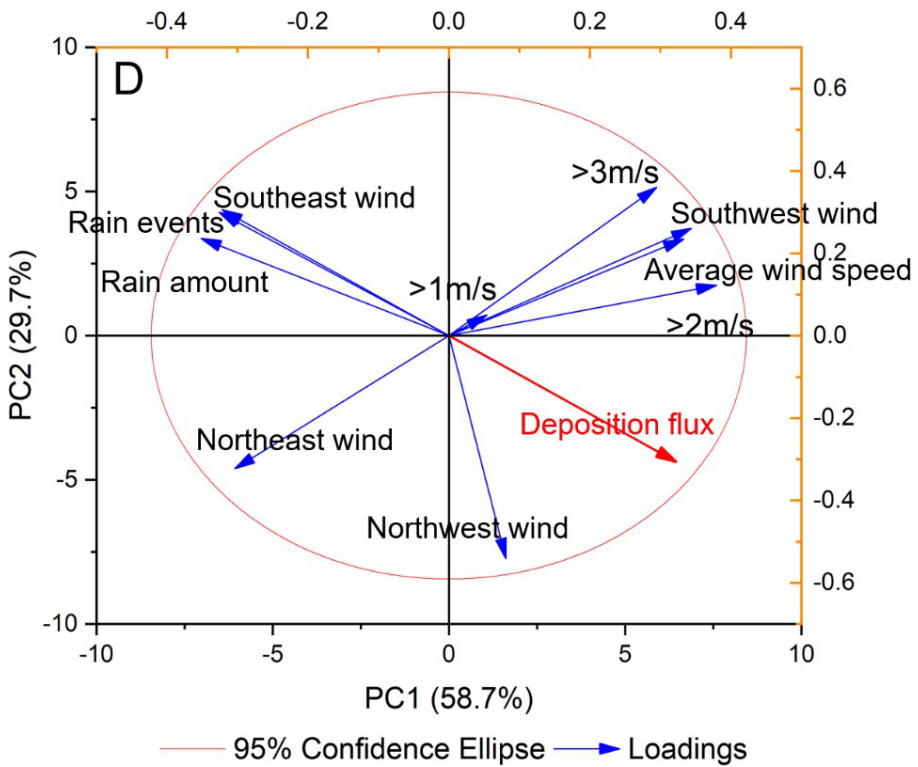 -0.4 -0.2 0.0 0.2 0.4
10
D
0.6
>3m/s
0.4
5
Southeast wind
Southwest wind
Rain events
0.2
Average wind speed
Rain amount
>1m/s
>2m/s
0
0.0
PC2 (29.7%)
-0.2
Deposition flux
Northeast wind
-5
-0.4
Northwest wind
-0.6
-10
-10 -5 0 5 10
PC1 (58.7%)
95% Confidence Ellipse Loadings